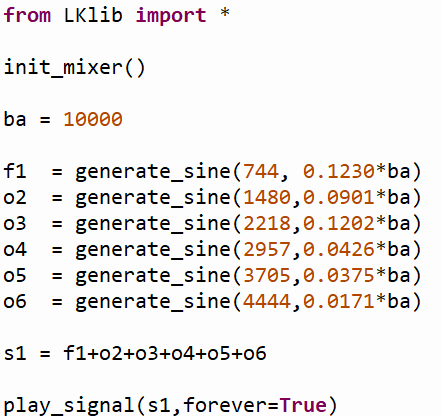 from LKlib import *
init_mixer()
ba = 10000
f1  = generate_sine(744, 0.1230*ba)
o2  = generate_sine(1480,0.0901*ba)
o3  = generate_sine(2218,0.1202*ba)
o4  = generate_sine(2957,0.0426*ba)
o5  = generate_sine(3705,0.0375*ba)
o6  = generate_sine(4444,0.0171*ba)
s1 = f1+o2+o3+o4+o5+o6
play_signal(s1,forever=True)